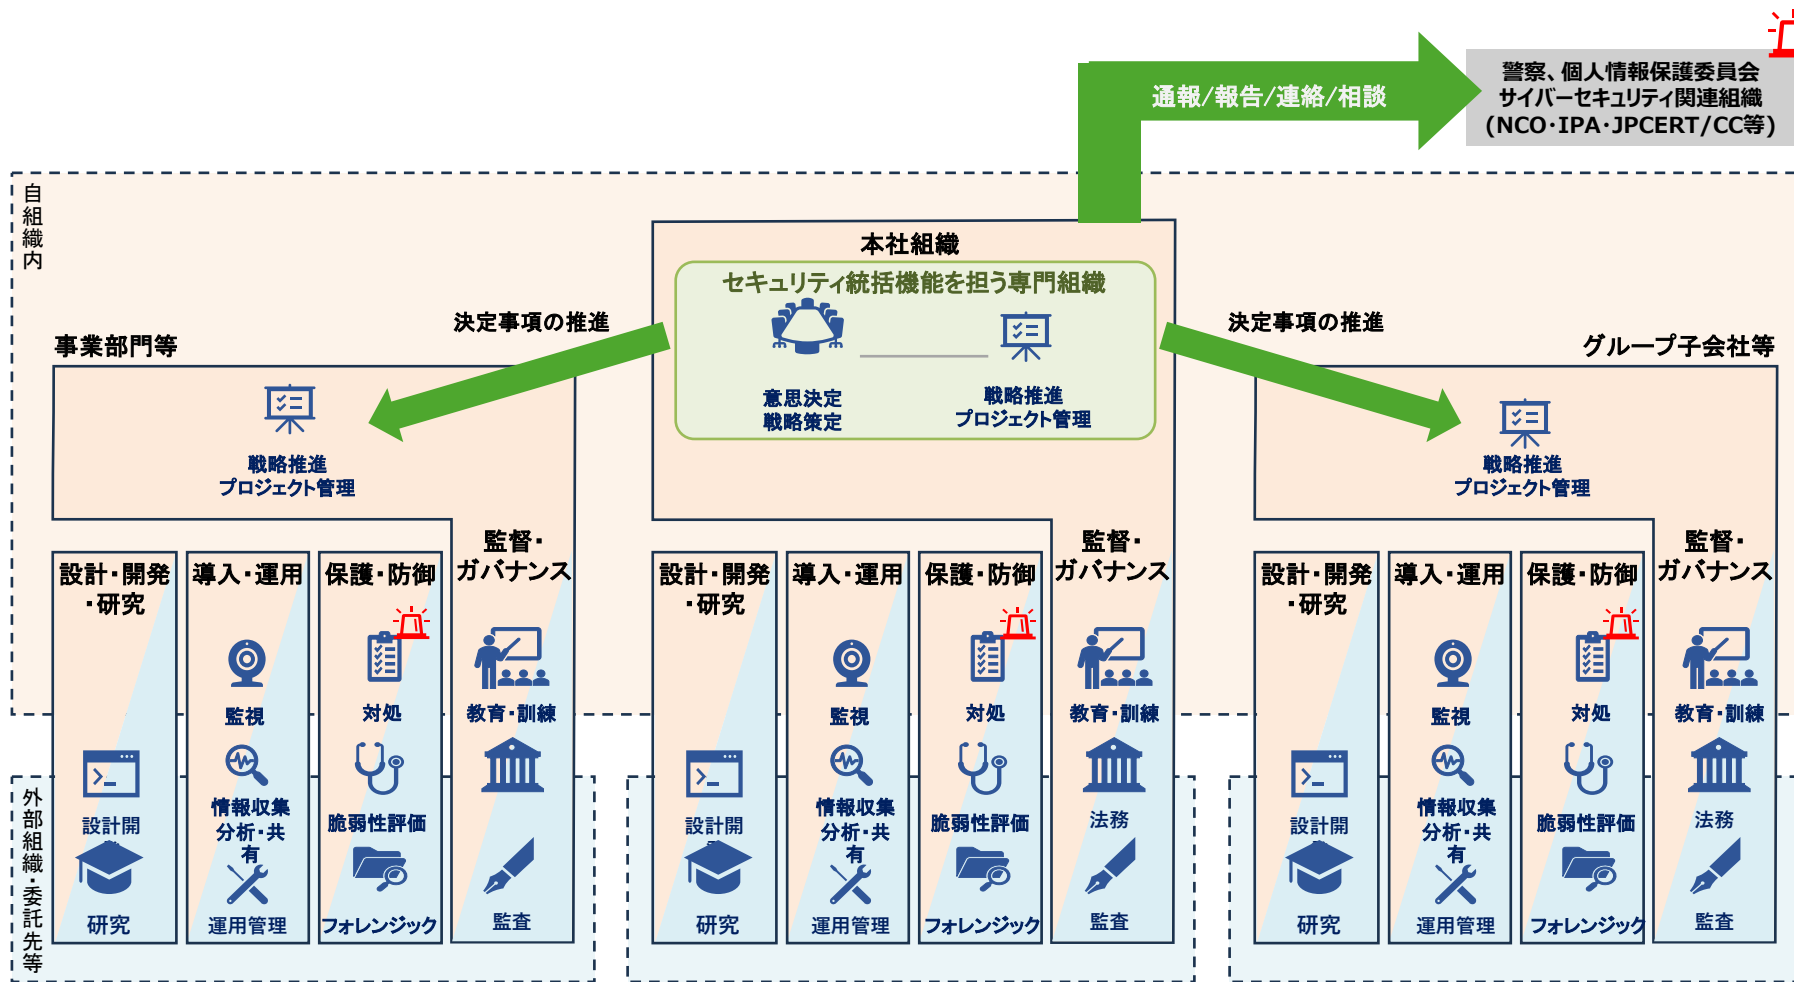 警察、個人情報保護委員会
サイバーセキュリティ関連組織
(NCO・IPA・JPCERT/CC等)
通報/報告/連絡/相談
自組織内
本社組織
セキュリティ統括機能を担う専門組織
意思決定
戦略策定
戦略推進
プロジェクト管理
決定事項の推進
決定事項の推進
事業部門等
戦略推進
プロジェクト管理
グループ子会社等
戦略推進
プロジェクト管理
設計・開発
・研究
導入・運用
保護・防御
監督・
ガバナンス
監視
対処
教育・訓練
設計開
情報収集
分析・共
有
脆弱性評価
研究
運用管理
フォレンジック
監査
設計・開発
・研究
導入・運用
保護・防御
監督・
ガバナンス
監視
対処
教育・訓練
設計開
情報収集
分析・共
有
脆弱性評価
法務
研究
運用管理
フォレンジック
監査
設計・開発
・研究
導入・運用
保護・防御
監督・
ガバナンス
監視
対処
教育・訓練
設計開
情報収集
分析・共
有
脆弱性評価
法務
研究
運用管理
フォレンジック
監査
外部組織・委託先等